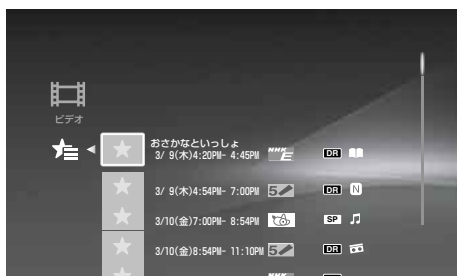 ビデオ
おさかなといっしょ
3/ 9(木)4:20PM- 4:45PM NHK E DR
3/ 9(木)4:54PM- 7:00PM 5 DR N
3/10(金)7:00PM- 8:54PM SP
3/10(金)8:54PM- 11:10PM 5 DR